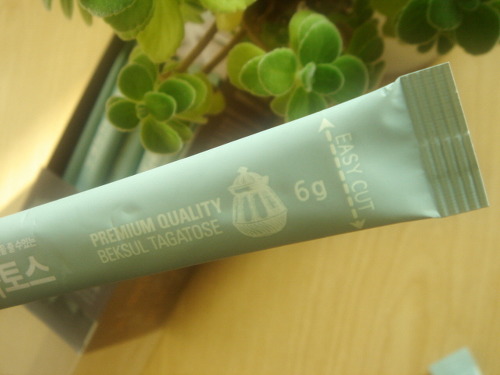 토스
PREMIUM QUALITY
BEKSUL TAGATOSE
6g
EASY CUT